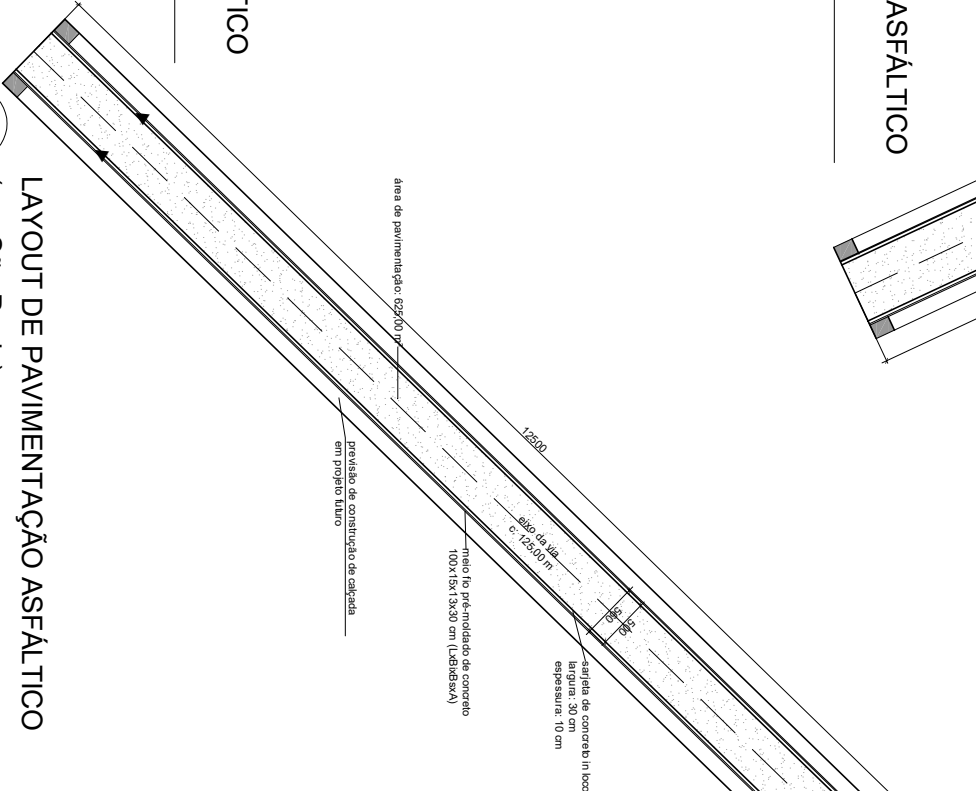 TICO
ASFÁLTICO
área de pavimentação: 625,00 m
12500
eixo da via
c: 125,00 m
560
500
previsão de construção de calçada
em projeto futuro
meio fio pré-moldado de concreto
100x15x13x30 cm (LxBixBsxA)
sarjeta de concreto in loco
largura: 30 cm
espessura: 10 cm
LAYOUT DE PAVIMENTAÇÃO ASFÁLTICO